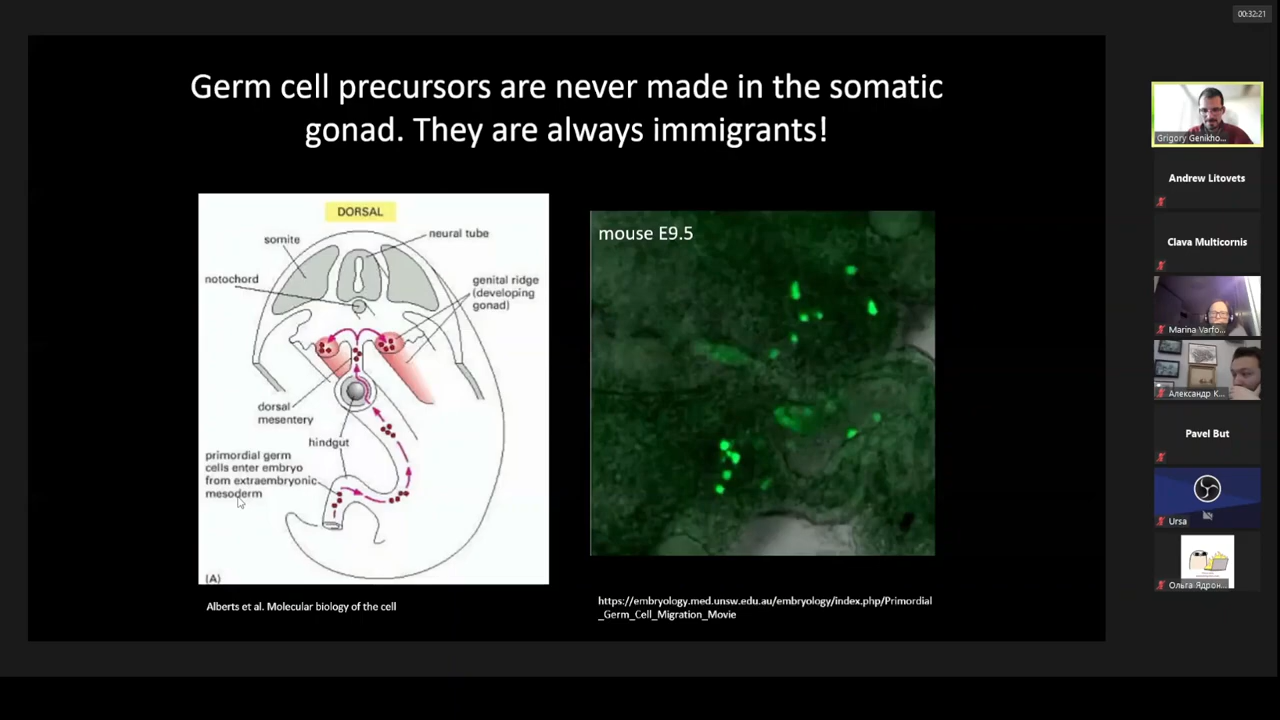 00:32:21
Germ cell precursors are never made in the somatic
gonad. They are always immigrants!
DORSAL
somite
neural tube
notochord
genital ridge
(developing
gonad)
dorsal
mesentery
hindgut
primordial germ
cells enter embryo
from extraembryonic
mesoderm
(A)
Alberts et al. Molecular biology of the cell
mouse E9.5
https://embryology.med.unsw.edu.au/embryology/index.php/Primordial
_Germ_Cell_Migration_Movie
Grigory Genikho...
Andrew Litovets
Clava Multicornis
Marina Varfo...
Александр К...
Pavel But
Ursa
Ольга Ядрон...